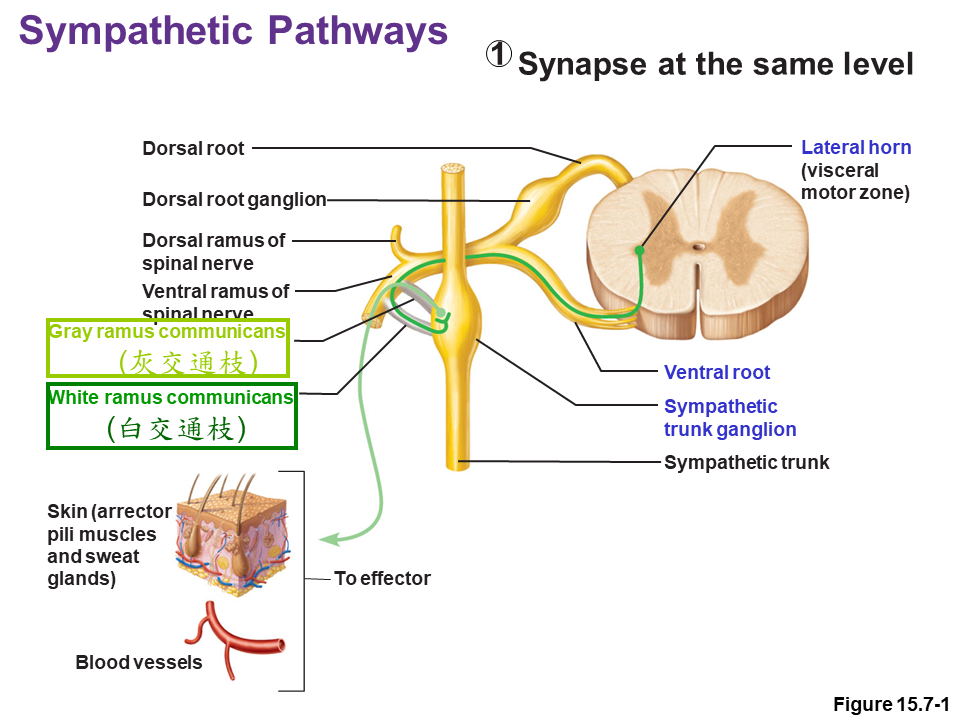 Sympathetic Pathways
① Synapse at the same level
Dorsal root
Dorsal root ganglion
Dorsal ramus of
spinal nerve
Ventral ramus of
spinal nerve
Gray ramus communicans
(灰交通枝)
White ramus communicans
(白交通枝)
Lateral horn
(visceral
motor zone)
Ventral root
Sympathetic
trunk ganglion
Sympathetic trunk
Skin (arrector
pili muscles
and sweat
glands)
To effector
Blood vessels
Figure 15.7-1